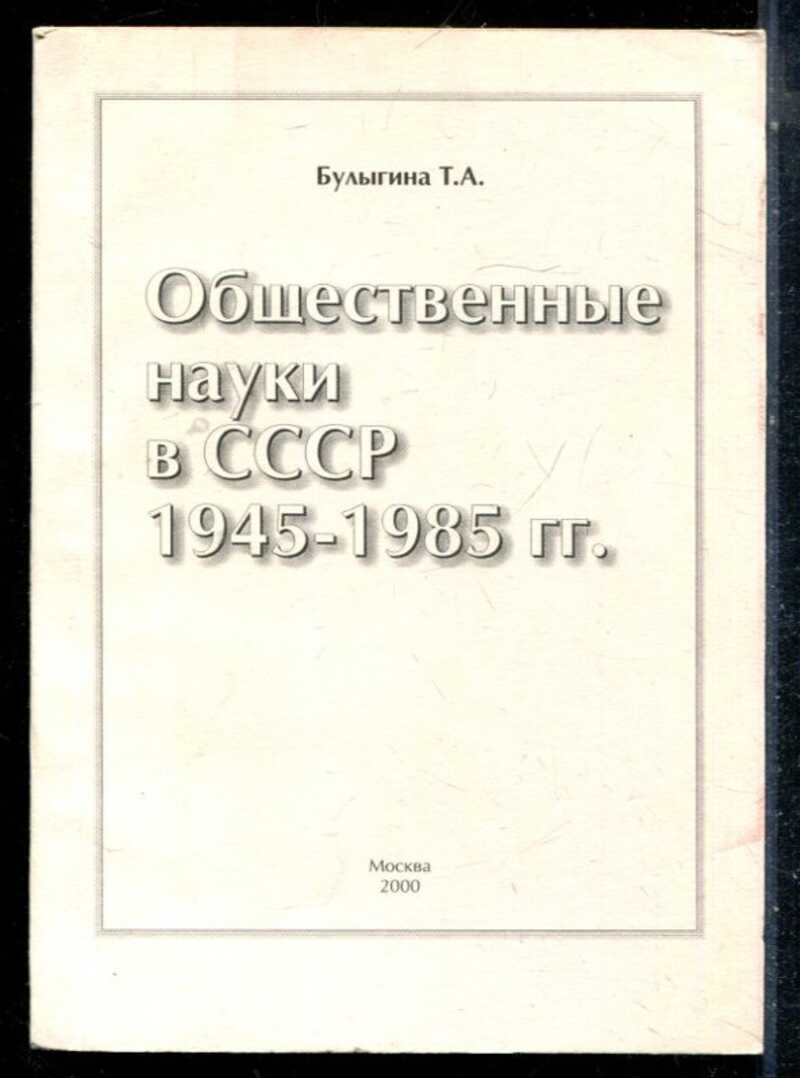 Булыгина Т.А.
Общественные
науки
в СССР
1945-1985 гг.
Москва
2000